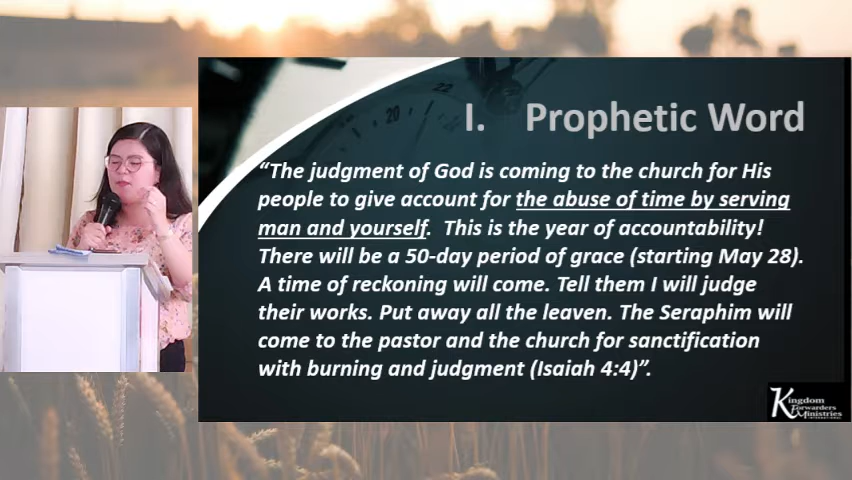 I. Prophetic Word
“The judgment of God is coming to the church for His
people to give account for the abuse of time by serving
man and yourself. This is the year of accountability!
There will be a 50-day period of grace (starting May 28).
A time of reckoning will come. Tell them I will judge
their works. Put away all the leaven. The Seraphim will
come to the pastor and the church for sanctification
with burning and judgment (Isaiah 4:4)”.
22
20
Kingdom
Forwarders
Ministries